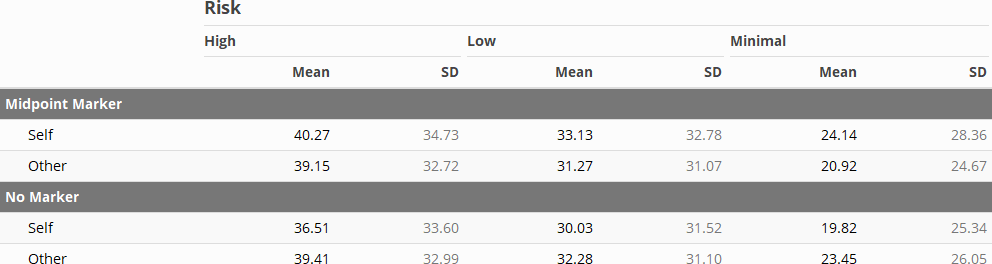 Risk
High Low Minimal
Mean SD Mean SD Mean SD
Midpoint Marker
Self 40.27 34.73 33.13 32.78 24.14 28.36
Other 39.15 32.72 31.27 31.07 20.92 24.67
No Marker
Self 36.51 33.60 30.03 31.52 19.82 25.34
Other 39.41 32.99 32.28 31.10 23.45 26.05